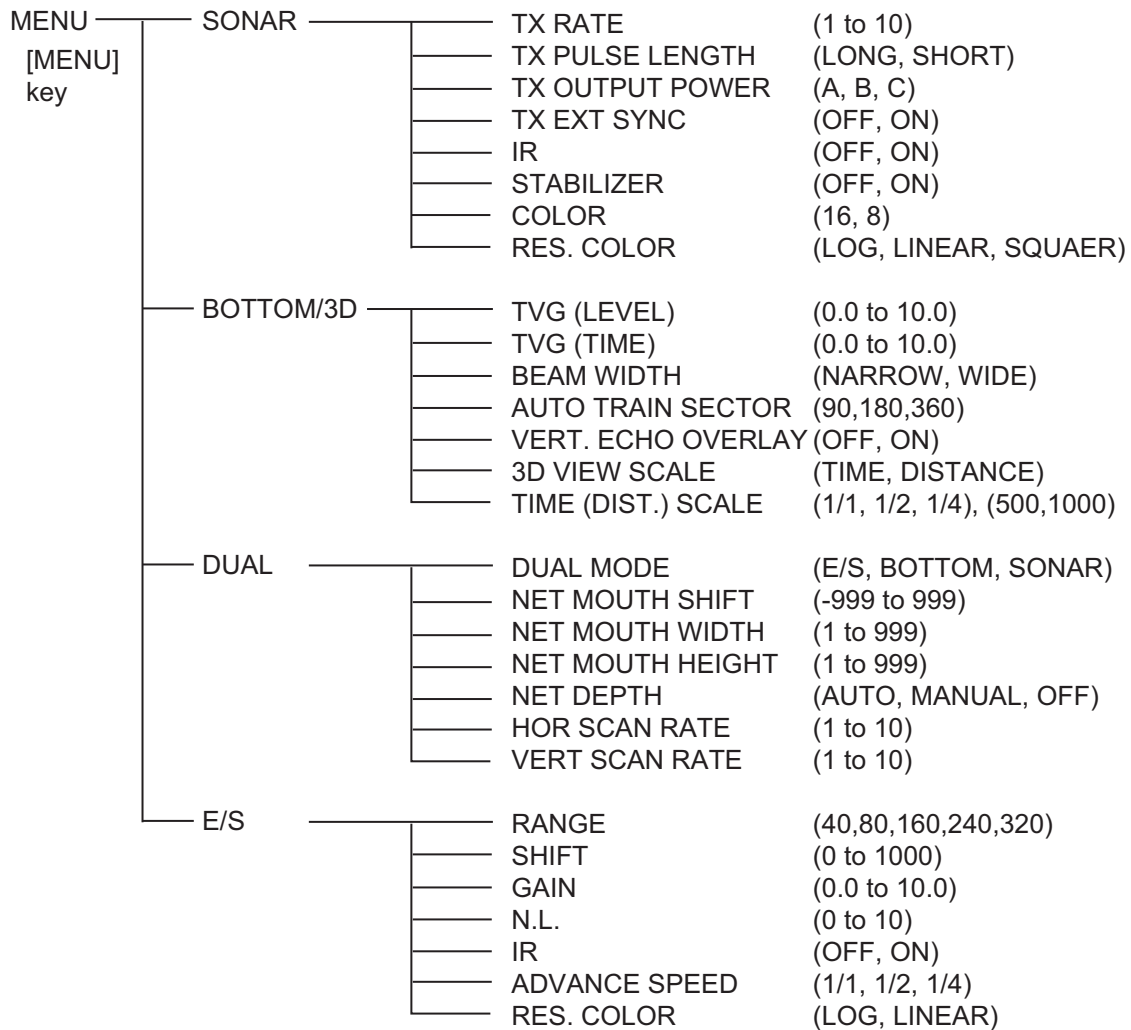 MENU SONAR TX RATE (1 to 10)
[MENU] TX PULSE LENGTH (LONG, SHORT)
key TX OUTPUT POWER (A, B, C)
TX EXT SYNC (OFF, ON)
IR (OFF, ON)
STABILIZER (OFF, ON)
COLOR (16, 8)
RES. COLOR (LOG, LINEAR, SQUAER)
BOTTOM/3D TVG (LEVEL) (0.0 to 10.0)
TVG (TIME) (0.0 to 10.0)
BEAM WIDTH (NARROW, WIDE)
AUTO TRAIN SECTOR (90,180,360)
VERT. ECHO OVERLAY (OFF, ON)
3D VIEW SCALE (TIME, DISTANCE)
TIME (DIST.) SCALE (1/1, 1/2, 1/4), (500,1000)
DUAL DUAL MODE (E/S, BOTTOM, SONAR)
NET MOUTH SHIFT (-999 to 999)
NET MOUTH WIDTH (1 to 999)
NET MOUTH HEIGHT (1 to 999)
NET DEPTH (AUTO, MANUAL, OFF)
HOR SCAN RATE (1 to 10)
VERT SCAN RATE (1 to 10)
E/S RANGE (40,80,160,240,320)
SHIFT (0 to 1000)
GAIN (0.0 to 10.0)
N.L. (0 to 10)
IR (OFF, ON)
ADVANCE SPEED (1/1, 1/2, 1/4)
RES. COLOR (LOG, LINEAR)